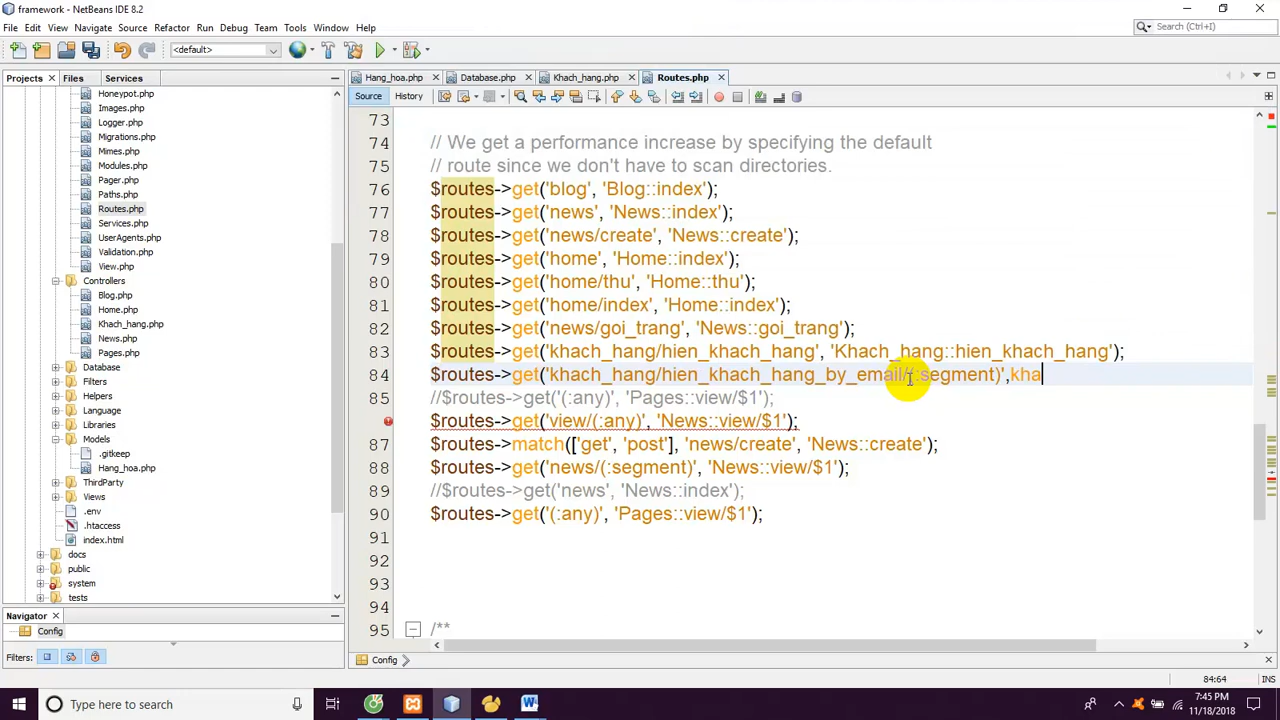 framework - NetBeans IDE 8.2
File Edit View Navigate Source Refactor Run Debug Team Tools Window Help
Search (Ctrl+I)
<default>
Projects Files Services
Hang_hoa.php Database.php Khach_hang.php Routes.php
Source History
Honeypot.php
Images.php
Logger.php
Migrations.php
Mimes.php
Modules.php
Pager.php
Paths.php
Routes.php
Services.php
UserAgents.php
Validation.php
View.php
Controllers
Blog.php
Home.php
Khach_hang.php
News.php
Pages.php
Database
Filters
Helpers
Language
Libraries
Models
.gitkeep
Hang_hoa.php
ThirdParty
Views
.env
.htaccess
index.html
docs
public
system
tests
Navigator
Config
Filters:
73
74 // We get a performance increase by specifying the default
75 // route since we don't have to scan directories.
76 $routes->get('blog', 'Blog::index');
77 $routes->get('news', 'News::index');
78 $routes->get('news/create', 'News::create');
79 $routes->get('home', 'Home::index');
80 $routes->get('home/thu', 'Home::thu');
81 $routes->get('home/index', 'Home::index');
82 $routes->get('news/goi_trang', 'News::goi_trang');
83 $routes->get('khach_hang/hien_khach_hang', 'Khach_hang::hien_khach_hang');
84 $routes->get('khach_hang/hien_khach_hang_by_email/(:segment)',kha
85 //$routes->get('(:any)', 'Pages::view/$1');
$routes->get('view/(:any)', 'News::view/$1');
87 $routes->match(['get', 'post'], 'news/create', 'News::create');
88 $routes->get('news/(:segment)', 'News::view/$1');
89 //$routes->get('news', 'News::index');
90 $routes->get('(:any)', 'Pages::view/$1');
91
92
93
94
95 /**
Config
84:64 INS
Type here to search
7:45 PM
11/18/2018